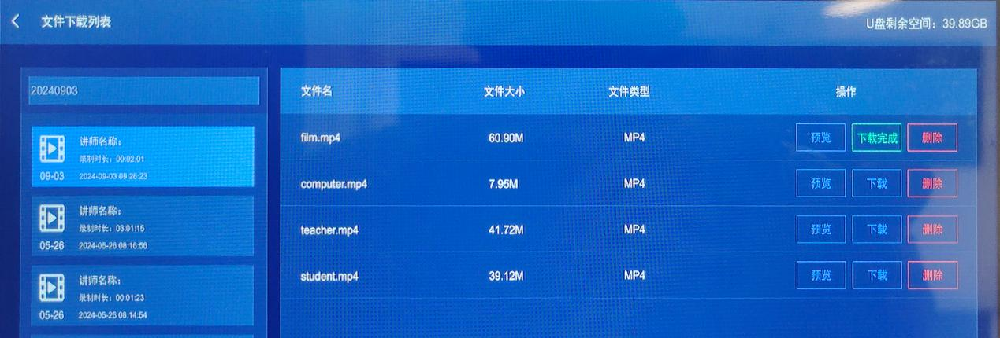 文件下载列表
U盘剩余空间：39.89GB
20240903
讲师名称：
录制时长：00:02:01
09-03
2024-09-03 09:26:23
讲师名称：
录制时长：03:01:15
05-26
2024-05-26 08:16:56
讲师名称：
录制时长：00:01:23
05-26
2024-05-26 08:14:54
文件名 文件大小 文件类型 操作
film.mp4 60.90M MP4 预览 下载完成 删除
computer.mp4 7.95M MP4 预览 下载 删除
teacher.mp4 41.72M MP4 预览 下载 删除
student.mp4 39.12M MP4 预览 下载 删除